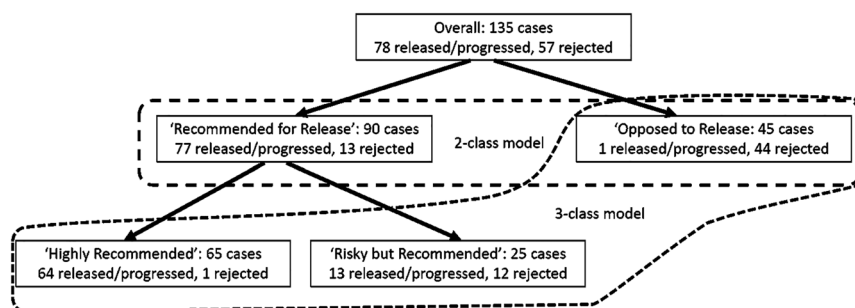 Overall: 135 cases
78 released/progressed, 57 rejected
‘Recommended for Release’: 90 cases
77 released/progressed, 13 rejected
2-class model
‘Opposed to Release: 45 cases
1 released/progressed, 44 rejected
3-class model
‘Highly Recommended’: 65 cases
64 released/progressed, 1 rejected
‘Risky but Recommended’: 25 cases
13 released/progressed, 12 rejected